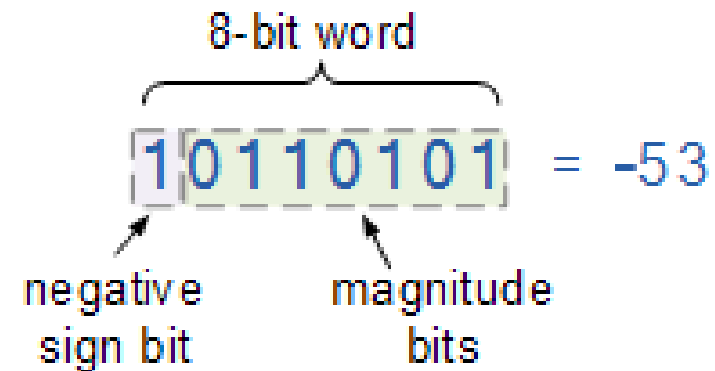 8-bit word
10110101 = -53
negative
sign bit
magnitude
bits